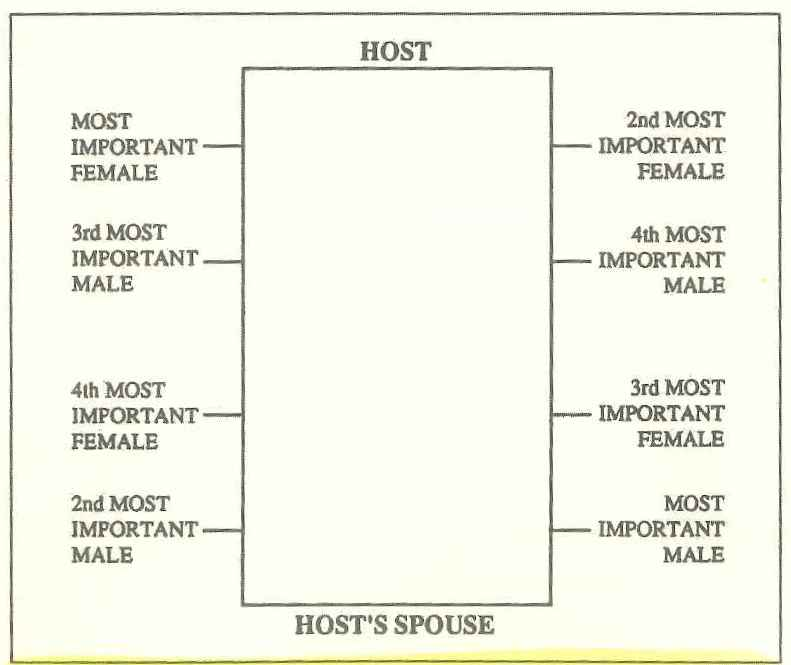 HOST
MOST
IMPORTANT
FEMALE
2nd MOST
IMPORTANT
FEMALE
3rd MOST
IMPORTANT
MALE
4th MOST
IMPORTANT
MALE
4th MOST
IMPORTANT
FEMALE
3rd MOST
IMPORTANT
FEMALE
2nd MOST
IMPORTANT
MALE
MOST
IMPORTANT
MALE
HOST'S SPOUSE